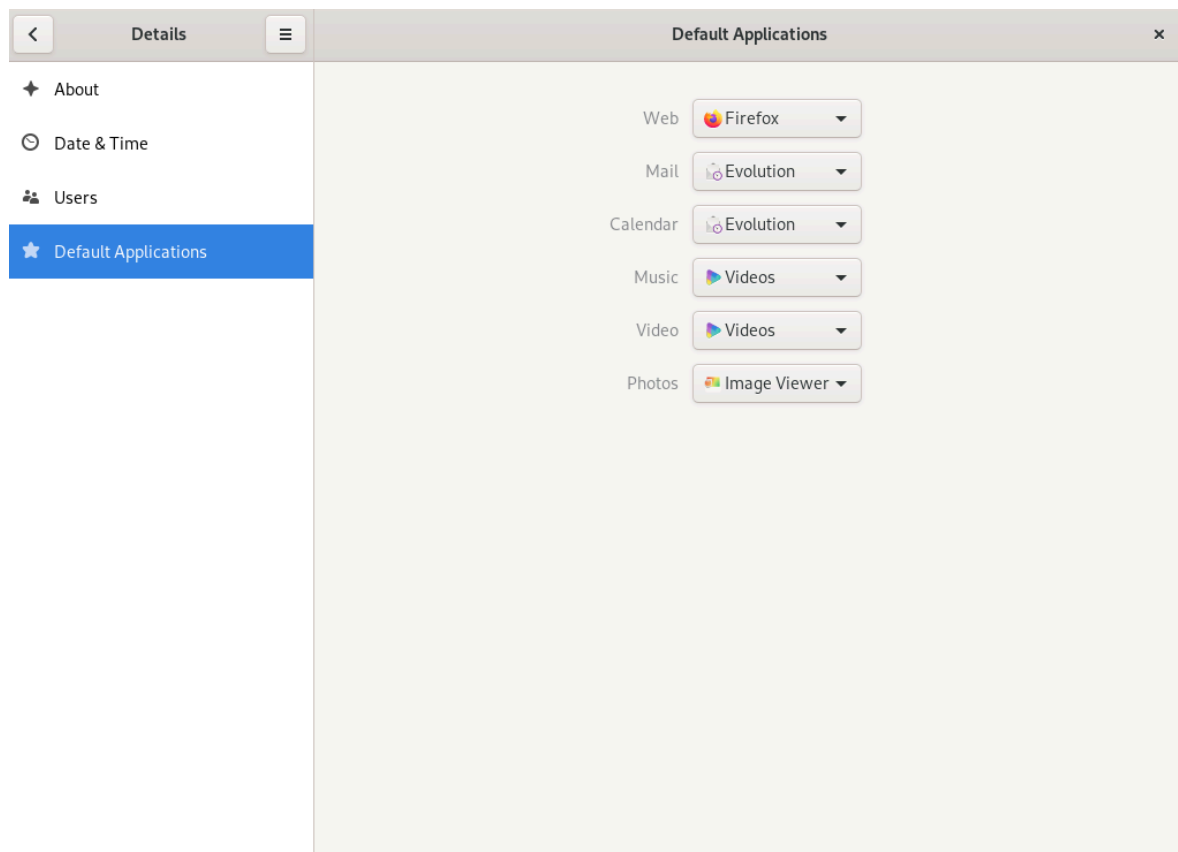 Details
Default Applications
About
Date & Time
Users
Default Applications
Web Firefox
Mail Evolution
Calendar Evolution
Music Videos
Video Videos
Photos Image Viewer